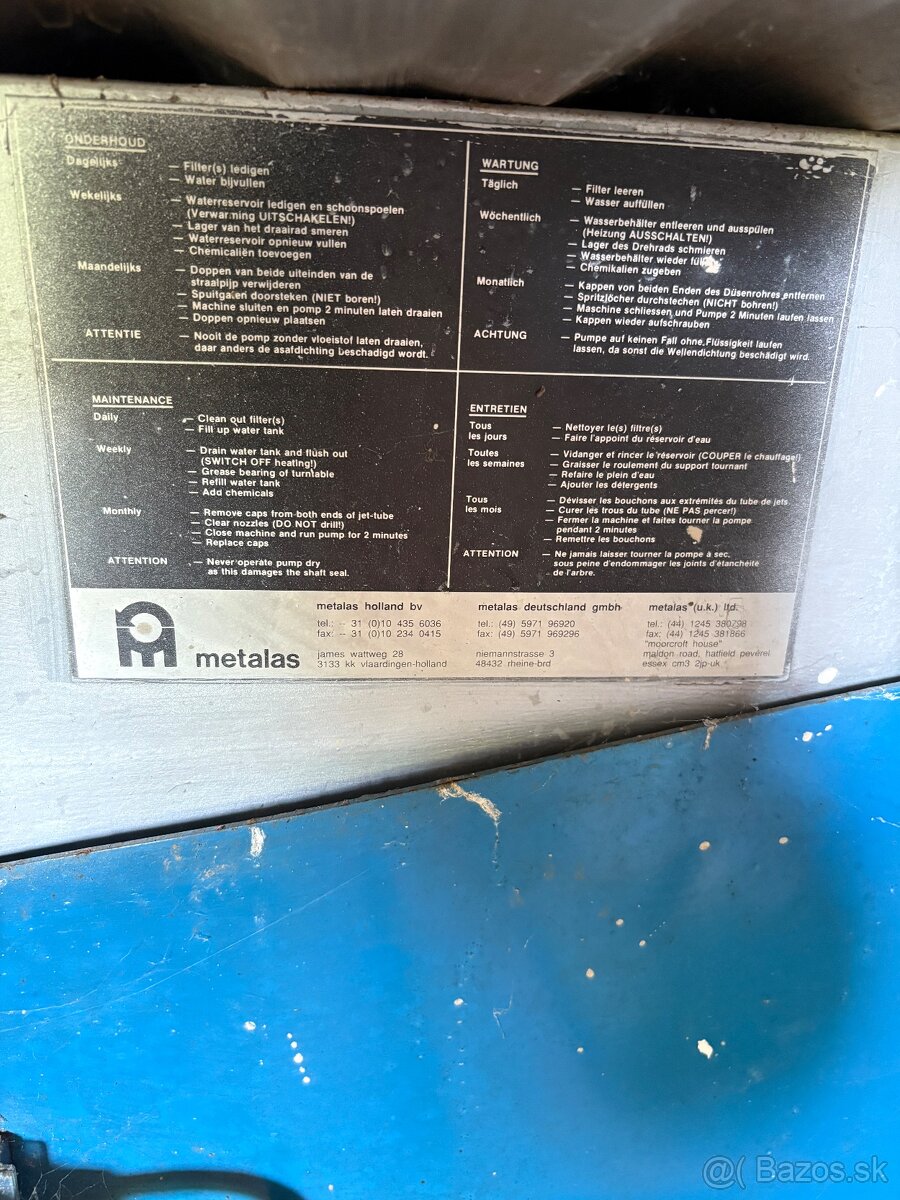 ONDERHOUD
Dagelijks
— Filter(s) ledigen
— Water bijvullen
Wekelijks
— Waterreservoir ledigen en schoonspoelen
(Verwarming UITSCHAKELEN!)
— Lager van het draairad smeren
— Waterreservoir opnieuw vullen
— Chemicaliën toevoegen
Maandelijks
— Doppen van beide uiteinden van de
straalpijp verwijderen
— Spuitgaten doorsteken (NIET boren!)
— Machine sluiten en pomp 2 minuten laten draaien
— Doppen opnieuw plaatsen
ATTENTIE
— Nooit de pomp zonder vloeistof laten draaien,
daar anders de asafdichting beschadigd wordt.
WARTUNG
Täglich
— Filter leeren
— Wasser auffüllen
Wöchentlich
— Wasserbehälter entleeren und ausspülen
(Heizung AUSSCHALTEN!)
— Lager des Drehrads schmieren
— Wasserbehälter wieder
— Chemikalien zugeben
Monatlich
— Kappen von beiden Enden des Düsenrohres entfernen
— Spritzlöcher durchstechen (NICHT bohren!)
— Maschine schliessen und Pumpe 2 Minuten laufen lassen
— Kappen wieder aufschrauben
ACHTUNG
— Pumpe auf keinen Fall ohne Flüssigkeit laufen
lassen, da sonst die Wellendichtung beschädigt wird.
MAINTENANCE
Daily
— Clean out filter(s)
— Fill up water tank
Weekly
— Drain water tank and flush out
(SWITCH OFF heating!)
— Grease bearing of turntable
— Refill water tank
— Add chemicals
Monthly
— Remove caps from both ends of jet-tube
— Clear nozzles (DO NOT drill!)
— Close machine and run pump for 2 minutes
— Replace caps
ATTENTION
— Never operate pump dry
as this damages the shaft seal.
ENTRETIEN
Tous
les jours
— Nettoyer le(s) filtre(s)
— Faire l'appoint du réservoir d'eau
Toutes
les semaines
— Vidanger et rincer le réservoir (COUPER le chauffage!)
— Graisser le roulement du support tournant
— Refaire le plein d'eau
— Ajouter les détergents
Tous
les mois
— Dévisser les bouchons aux extrémités du tube de jets.
— Curer les trous du tube (NE PAS percer!)
— Fermer la machine et faites tourner la pompe
pendant 2 minutes
— Remettre les bouchons
ATTENTION
— Ne jamais laisser tourner la pompe à sec,
sous peine d'endommager les joints d'étanchéité
de l'arbre.
metalas
metalas holland bv
tel.: -- 31 (0)10 435 6036
fax: -- 31 (0)10 234 0415
james wattweg 28
3133 kk vlaardingen-holland
metalas deutschland gmbh
tel.: (49) 5971 96920
fax: (49) 5971 969296
niemannstrasse 3
48432 rheine-brd
metalas (u.k.) ltd.
tel.: (44) 1245 380798
fax: (44) 1245 381866
"moorcroft house"
maldon road, hatfield peverel
essex cm3 2jp-uk
@( Bazos.sk